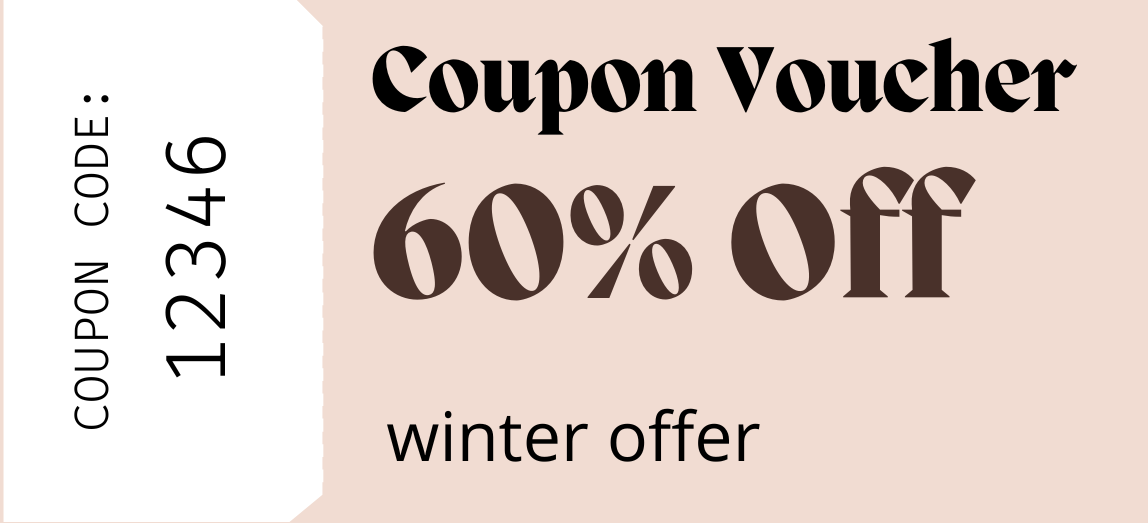 COUPON CODE:
12346
Coupon Voucher
60% Off
winter offer